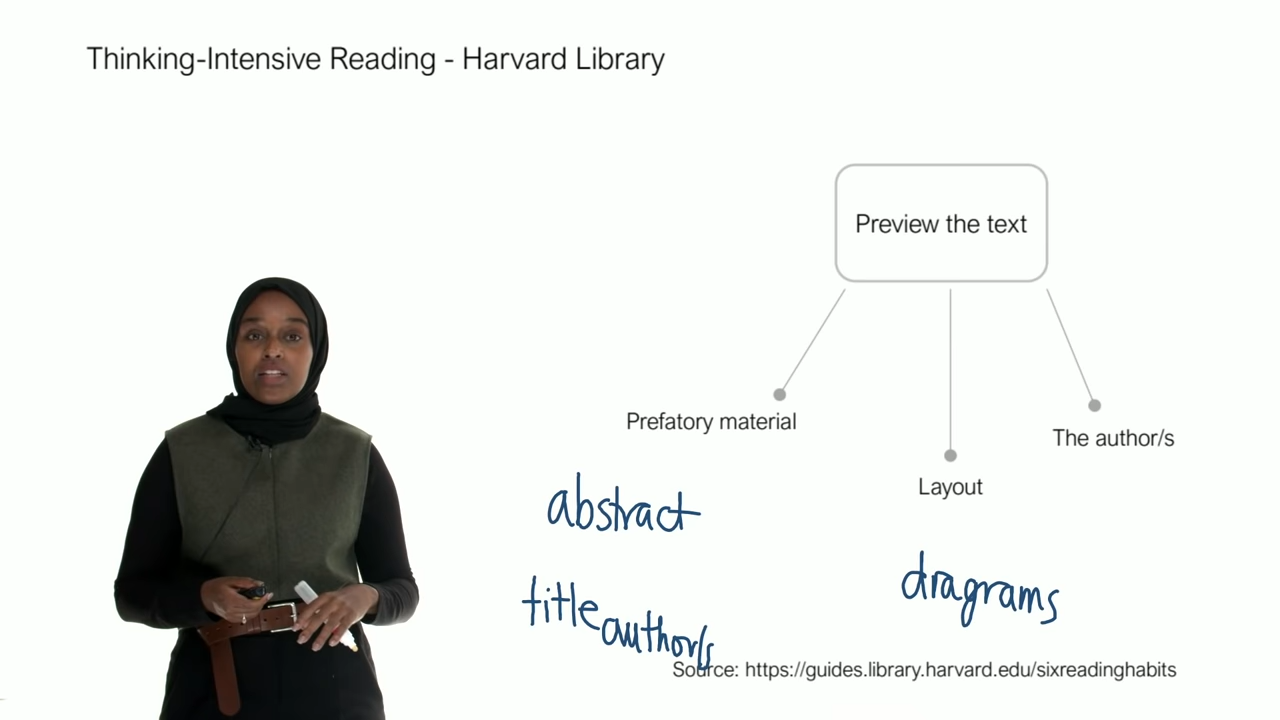 Thinking-Intensive Reading - Harvard Library
Preview the text
Prefatory material
The author/s
Layout
abstract
diagrams
title
author/s
Source: https://guides.library.harvard.edu/sixreadinghabits